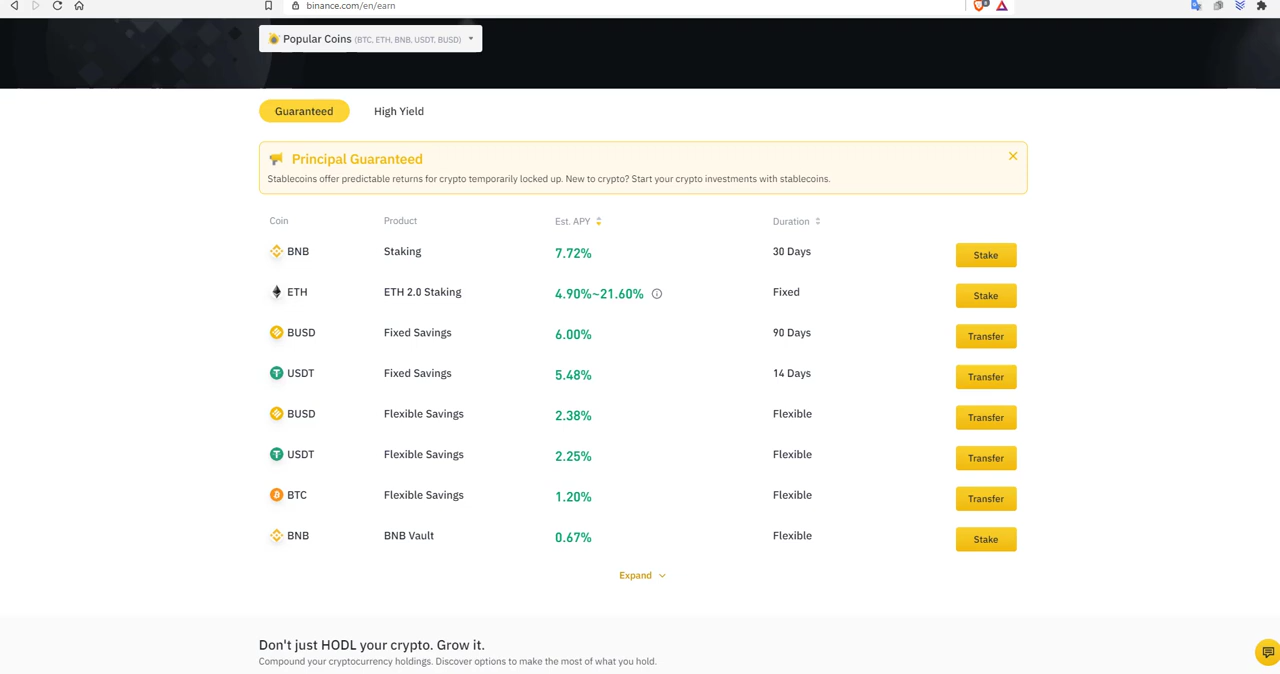 binance.com/en/earn
Popular Coins (BTC, ETH, BNB, USDT, BUSD)
Guaranteed High Yield
Principal Guaranteed
Stablecoins offer predictable returns for crypto temporarily locked up. New to crypto? Start your crypto investments with stablecoins.
Coin Product Est. APY Duration
BNB Staking 7.72% 30 Days Stake
ETH ETH 2.0 Staking 4.90%~21.60% Fixed Stake
BUSD Fixed Savings 6.00% 90 Days Transfer
USDT Fixed Savings 5.48% 14 Days Transfer
BUSD Flexible Savings 2.38% Flexible Transfer
USDT Flexible Savings 2.25% Flexible Transfer
BTC Flexible Savings 1.20% Flexible Transfer
BNB BNB Vault 0.67% Flexible Stake
Expand
Don't just HODL your crypto. Grow it.
Compound your cryptocurrency holdings. Discover options to make the most of what you hold.